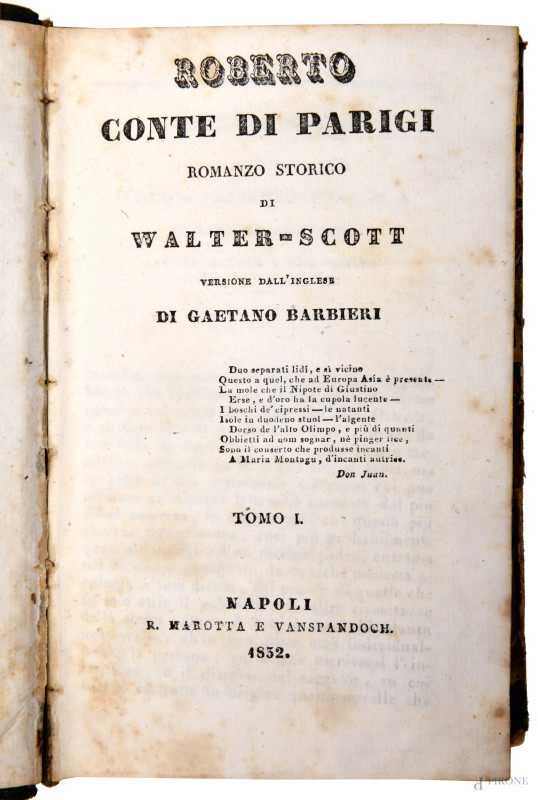 ROBERTO
CONTE DI PARIGI
ROMANZO STORICO
DI
WALTER-SCOTT
VERSIONE DALL'INGLESE
DI GAETANO BARBIERI
Duo separati lidi, e sì vicino
Questo a quel, che ad Europa Asia è presente —
La mole che il Nipote di Giustino
Erse, e d'oro ha la cupola lucente —
I boschi de' cipressi — le natanti
Isole in duodeno stuol — l'algente
Dorso de l'alto Olimpo, e più di quanti
Obbietti ad uom sognar, nè pinger lice,
Sono il conserto che produsse incanti
A Maria Montagu, d'incanti autrice.
Don Juan.
TOMO I.
NAPOLI
R. MAROTTA E VANSPANDOCH.
1832.
PIRONE